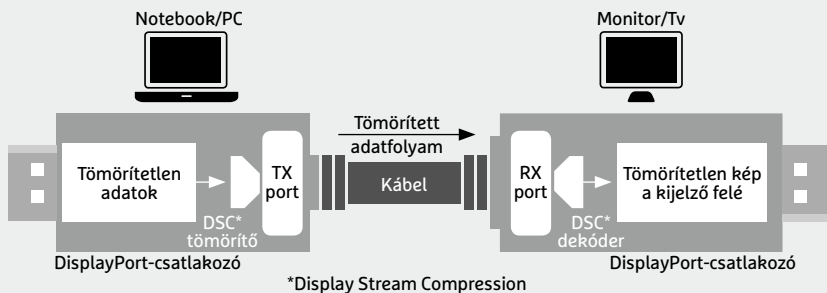 Notebook/PC
Monitor/Tv
Tömörítetlen
adatok
DSC*
tömörítő
TX
port
Tömörített
adatfolyam
Kábel
RX
port
DSC*
dekóder
Tömörítetlen kép
a kijelző felé
DisplayPort-csatlakozó
DisplayPort-csatlakozó
*Display Stream Compression